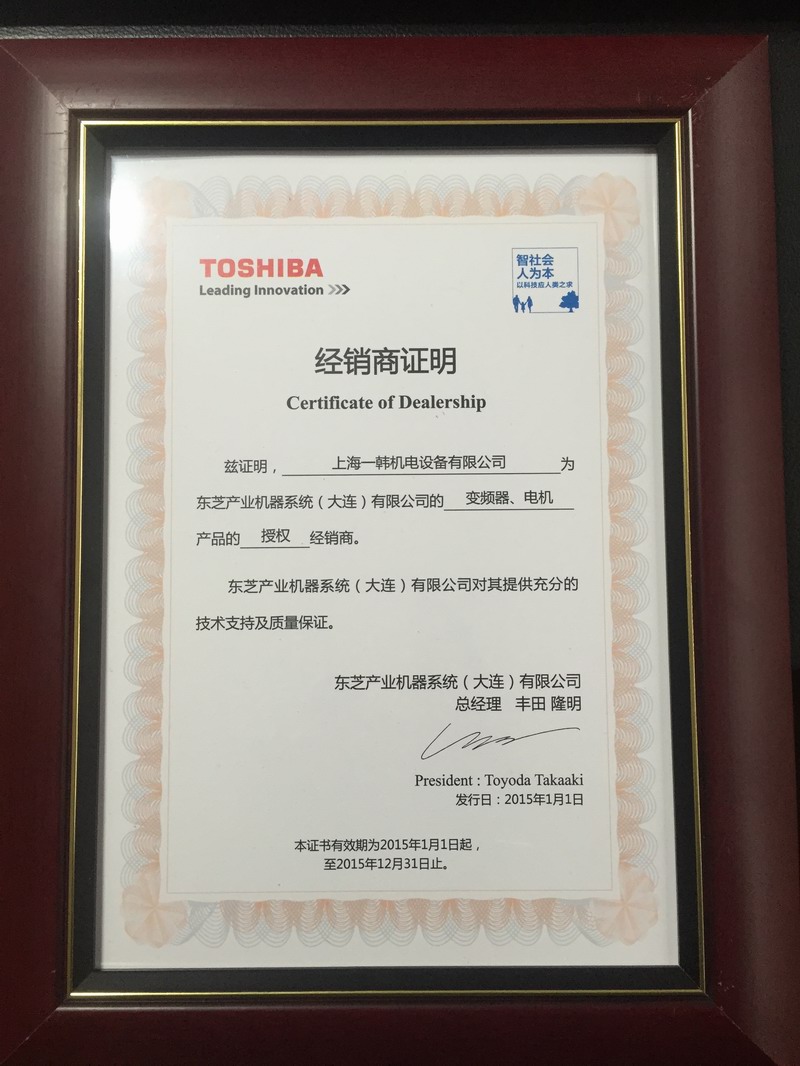 TOSHIBA
Leading Innovation >>>
智社会
人为本
以科技应人类之求
经销商证明
Certificate of Dealership
兹证明，上海一韩机电设备有限公司为
东芝产业机器系统（大连）有限公司的变频器、电机
产品的授权经销商。
东芝产业机器系统（大连）有限公司对其提供充分的
技术支持及质量保证。
东芝产业机器系统（大连）有限公司
总经理 丰田 隆明
President : Toyoda Takaaki
发行日：2015年1月1日
本证书有效期为2015年1月1日起，
至2015年12月31日止。